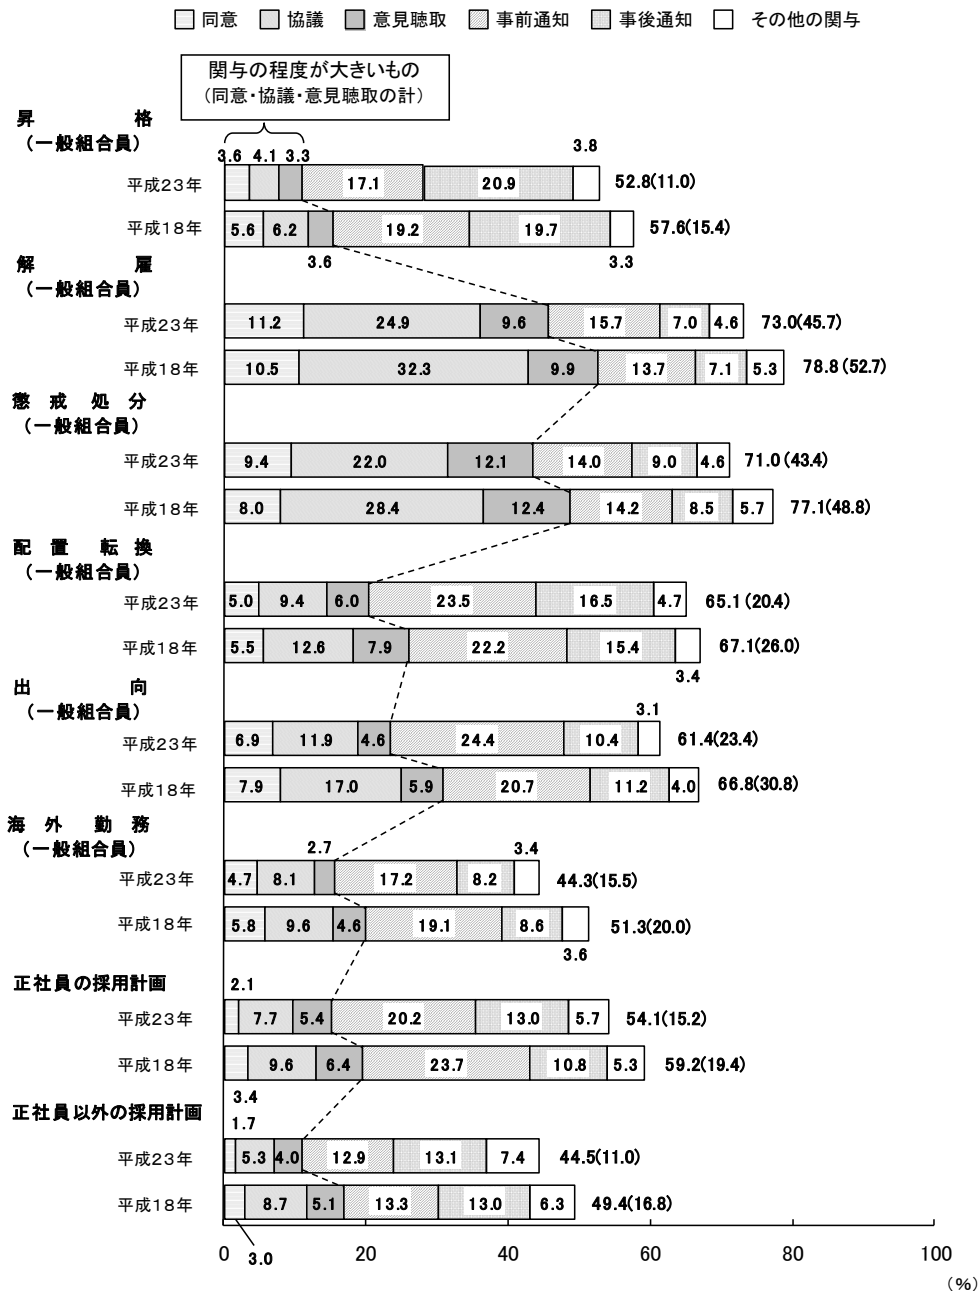 同意 協議 意見聴取 事前通知 事後通知 その他の関与
関与の程度が大きいもの
(同意・協議・意見聴取の計)
昇 格
(一般組合員)
3.6 4.1 3.3 3.8
平成23年 17.1 20.9 52.8(11.0)
平成18年 5.6 6.2 19.2 19.7 57.6(15.4)
3.6 3.3
解 雇
(一般組合員)
平成23年 11.2 24.9 9.6 15.7 7.0 4.6 73.0(45.7)
平成18年 10.5 32.3 9.9 13.7 7.1 5.3 78.8(52.7)
懲 戒 処 分
(一般組合員)
平成23年 9.4 22.0 12.1 14.0 9.0 4.6 71.0(43.4)
平成18年 8.0 28.4 12.4 14.2 8.5 5.7 77.1(48.8)
配 置 転 換
(一般組合員)
平成23年 5.0 9.4 6.0 23.5 16.5 4.7 65.1(20.4)
平成18年 5.5 12.6 7.9 22.2 15.4 67.1(26.0)
3.4
出 向
(一般組合員)
3.1
平成23年 6.9 11.9 4.6 24.4 10.4 61.4(23.4)
平成18年 7.9 17.0 5.9 20.7 11.2 4.0 66.8(30.8)
海 外 勤 務
(一般組合員)
2.7 3.4
平成23年 4.7 8.1 17.2 8.2 44.3(15.5)
平成18年 5.8 9.6 4.6 19.1 8.6 51.3(20.0)
3.6
正社員の採用計画
2.1
平成23年 7.7 5.4 20.2 13.0 5.7 54.1(15.2)
平成18年 9.6 6.4 23.7 10.8 5.3 59.2(19.4)
3.4
正社員以外の採用計画
1.7
平成23年 5.3 4.0 12.9 13.1 7.4 44.5(11.0)
平成18年 8.7 5.1 13.3 13.0 6.3 49.4(16.8)
3.0
0 20 40 60 80 100
(%)